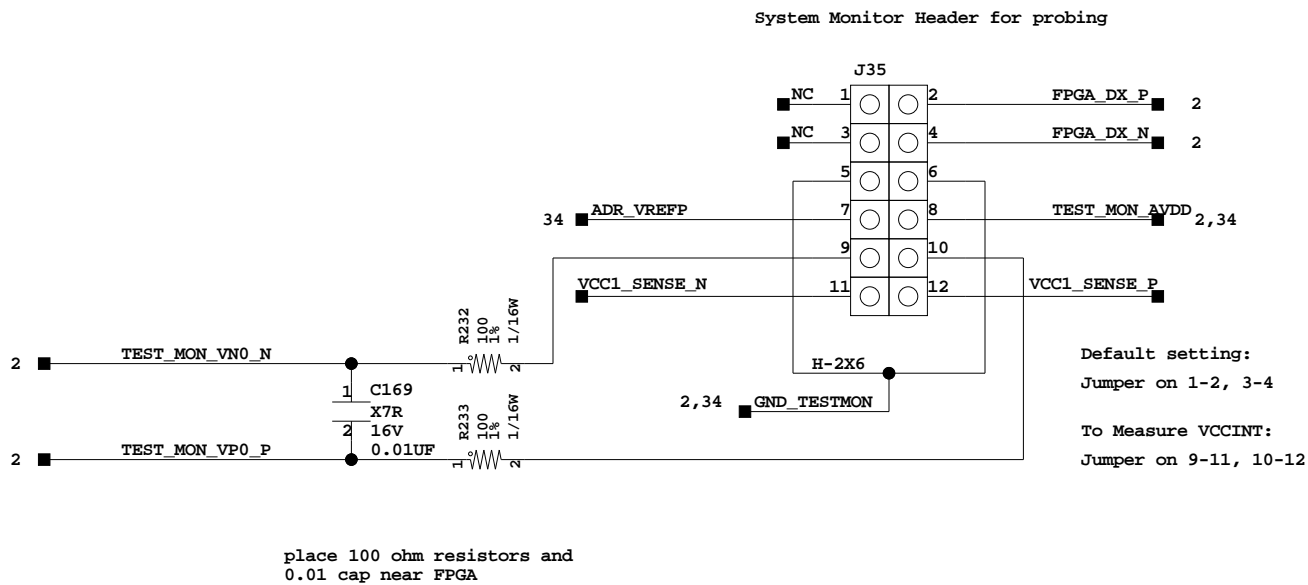 System Monitor Header for probing
J35
NC 1 2 FPGA_DX_P 2
NC 3 4 FPGA_DX_N 2
5 6
34 ADR_VREFP 7 8 TEST_MON_AVDD 2,34
9 10
VCC1_SENSE_N 11 12 VCC1_SENSE_P
R232
100
1%
1/16W
2 TEST_MON_VN0_N 1 2
H-2X6
Default setting:
Jumper on 1-2, 3-4
2,34 GND_TESTMON
1 C169
X7R
2 16V
0.01UF
R233
100
1%
1/16W
To Measure VCCINT:
Jumper on 9-11, 10-12
2 TEST_MON_VP0_P 1 2
place 100 ohm resistors and
0.01 cap near FPGA